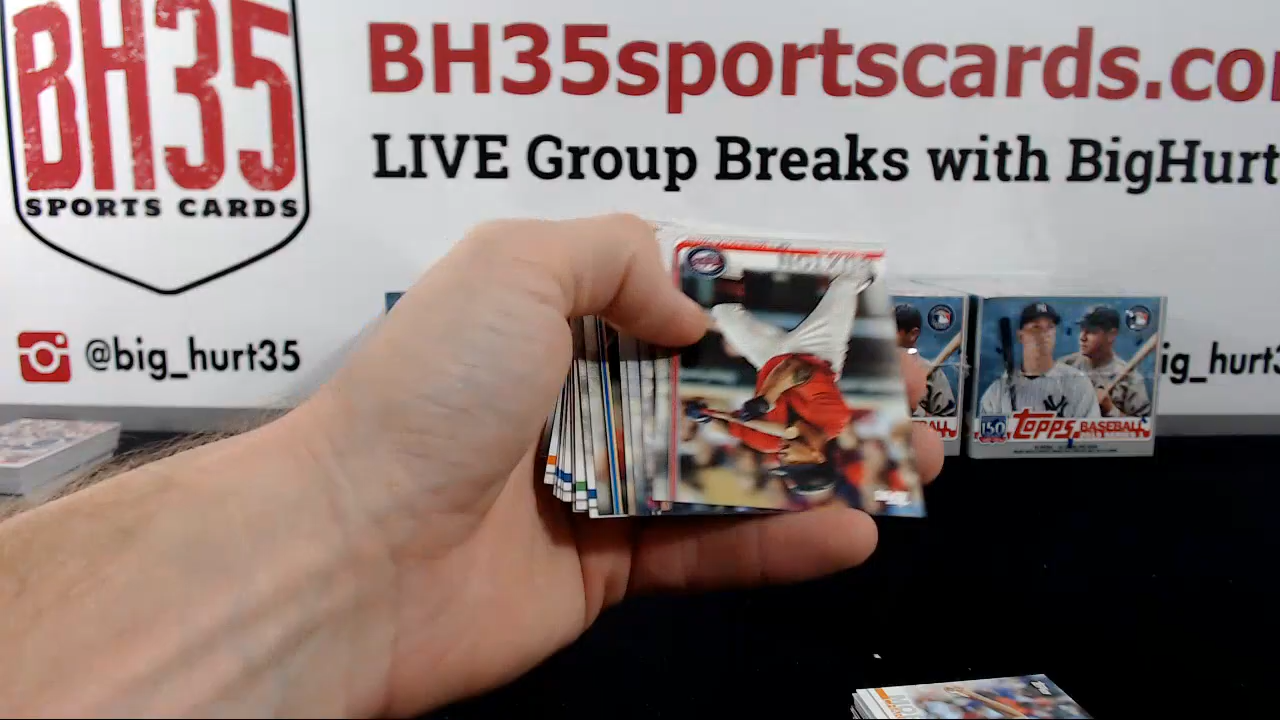 BH35
SPORTS CARDS
BH35sportscards.co
LIVE Group Breaks with BigHurt
@big_hurt35
ig_hurt3
150 TOPPS BASEBALL